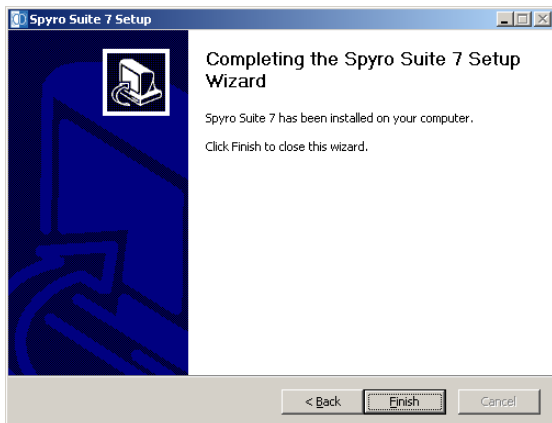 Spyro Suite 7 Setup
Completing the Spyro Suite 7 Setup
Wizard
Spyro Suite 7 has been installed on your computer.
Click Finish to close this wizard.
< Back
Finish
Cancel